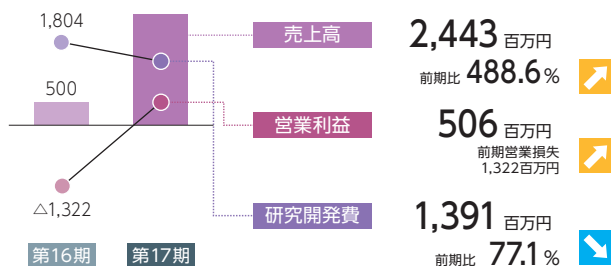 1,804
500
△1,322
第16期
第17期
売上高
2,443 百万円
前期比 488.6%
営業利益
506 百万円
前期営業損失
1,322百万円
研究開発費
1,391 百万円
前期比 77.1%